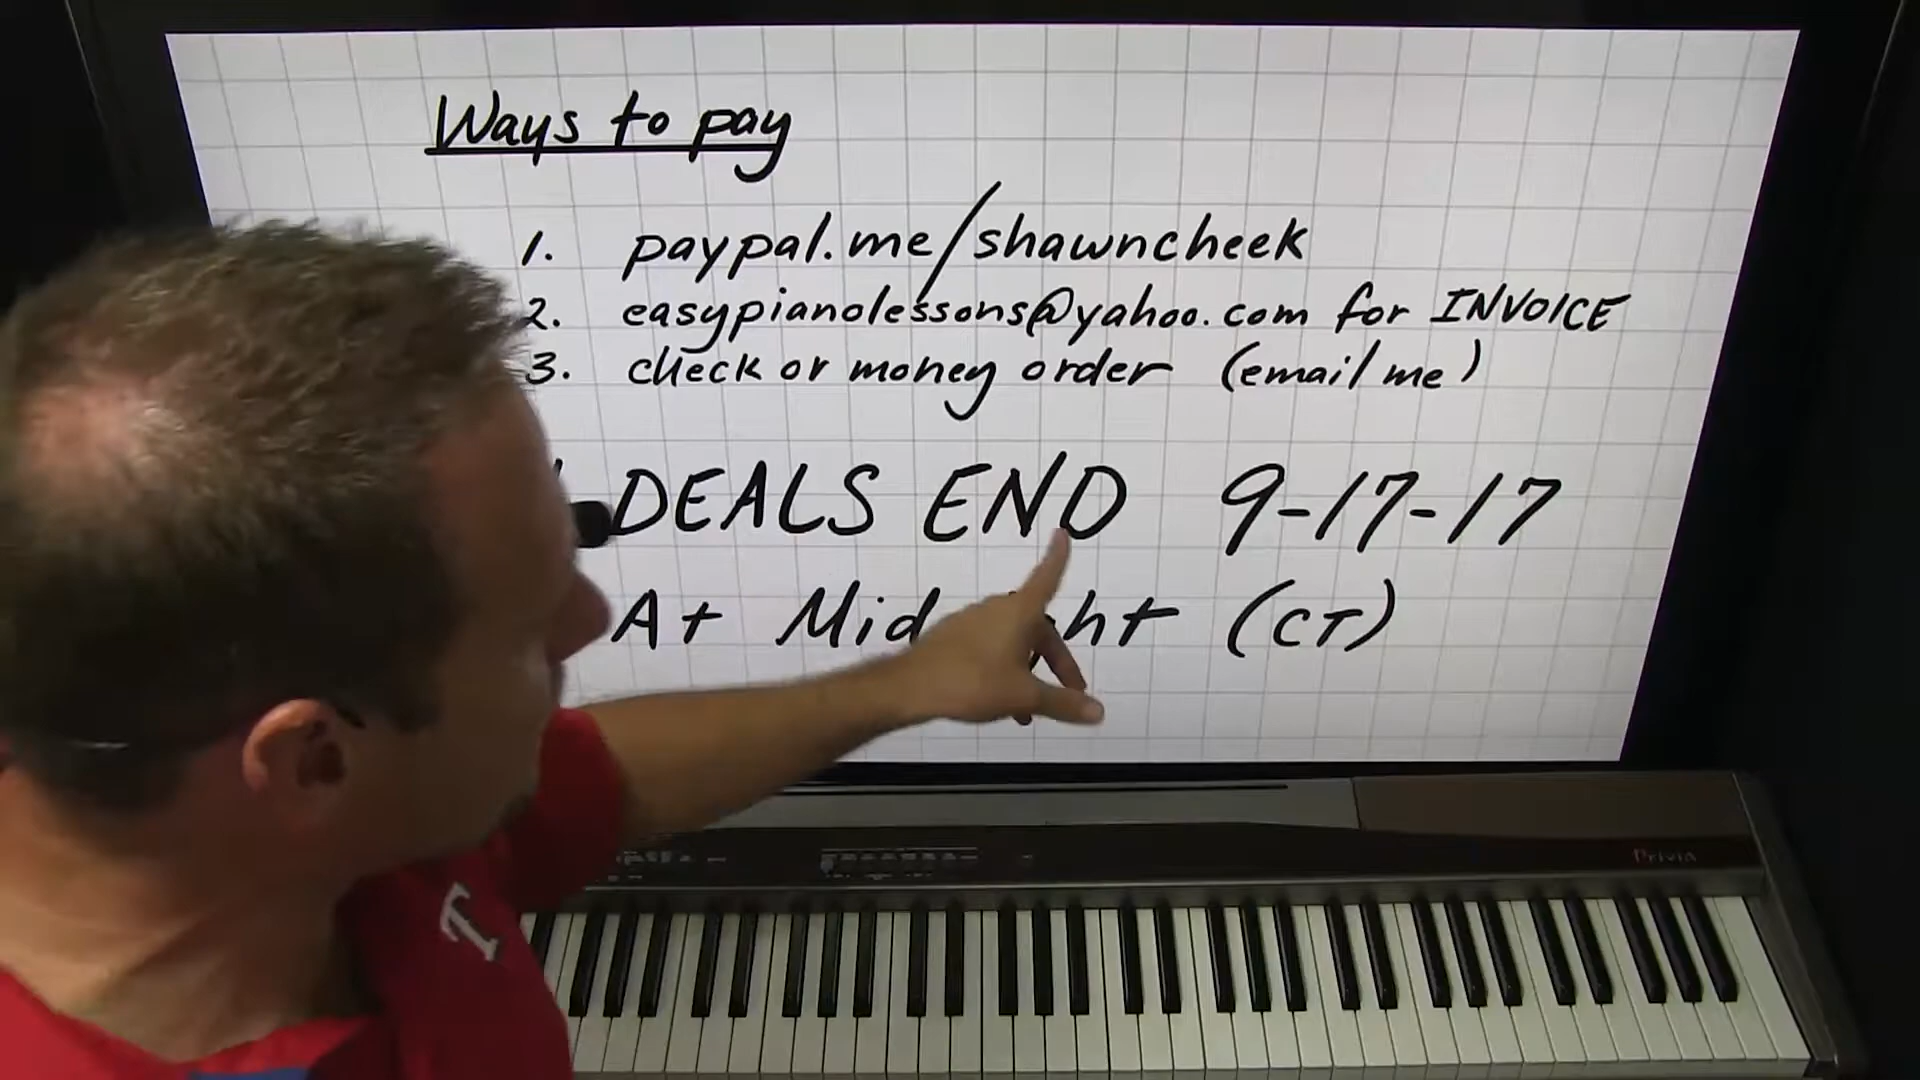 Ways to pay
1. paypal.me/shawncheek
2. easypianolessons@yahoo.com for INVOICE
3. check or money order (email me)
DEALS END 9-17-17
At (CT)
Privia
T